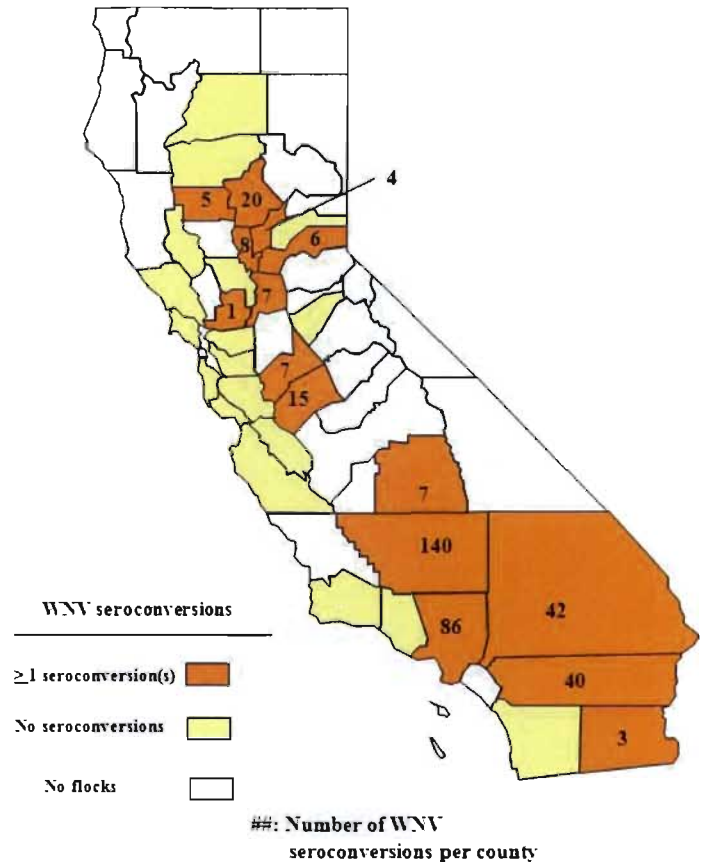 4
5
20
8
6
7
1
7
15
7
140
86
42
40
3
WNV seroconversions
≥1 seroconversion(s)
No seroconversions
No flocks
##: Number of WNV
seroconversions per county